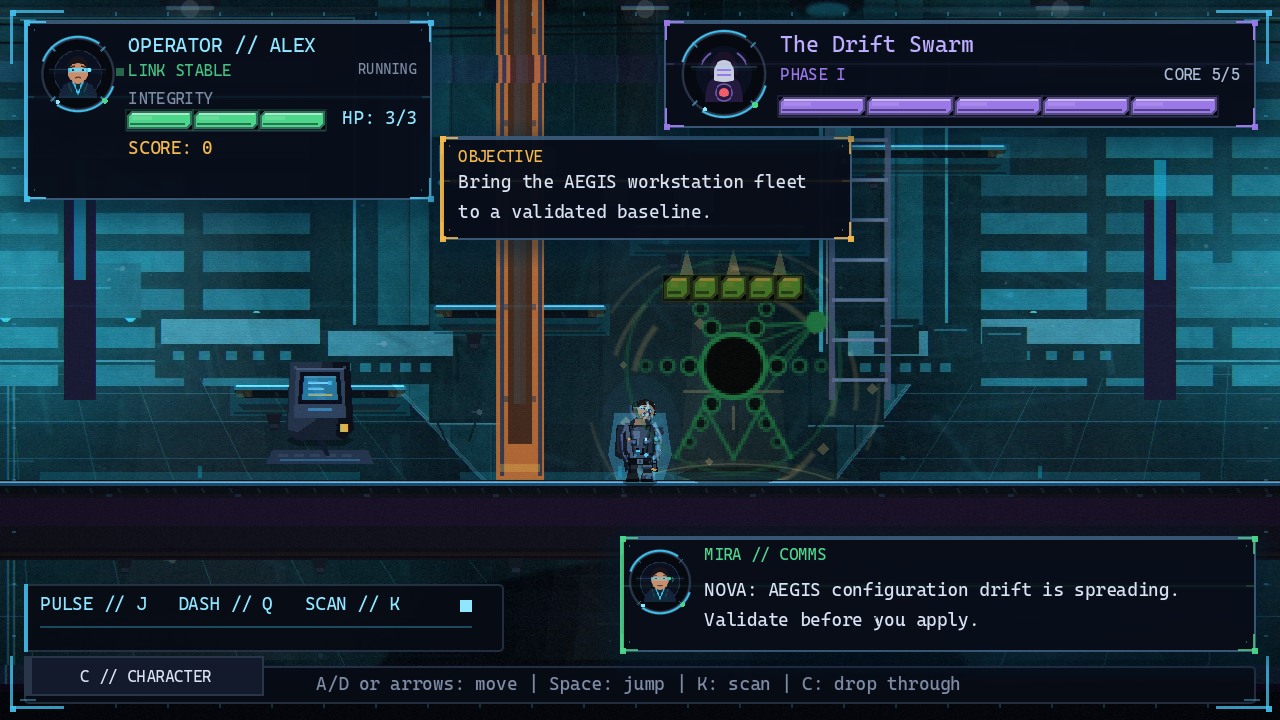 OPERATOR // ALEX
LINK STABLE
RUNNING
INTEGRITY
HP: 3/3
SCORE: 0
The Drift Swarm
PHASE I
CORE 5/5
OBJECTIVE
Bring the AEGIS workstation fleet
to a validated baseline.
MIRA // COMMS
NOVA: AEGIS configuration drift is spreading.
Validate before you apply.
PULSE // J DASH // Q SCAN // K
C // CHARACTER
A/D or arrows: move | Space: jump | K: scan | C: drop through